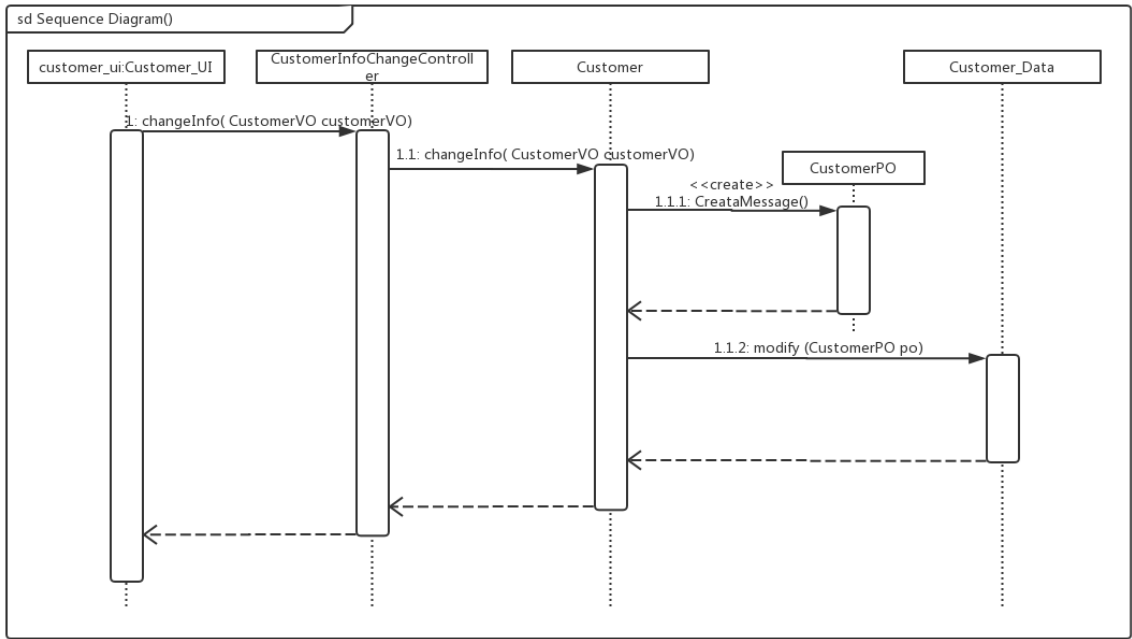 sd Sequence Diagram()
customer_ui:Customer_UI
CustomerInfoChangeControll
er
Customer
Customer_Data
1: changeInfo( CustomerVO customerVO)
1.1: changeInfo( CustomerVO customerVO)
CustomerPO
<<create>>
1.1.1: CreataMessage()
1.1.2: modify (CustomerPO po)